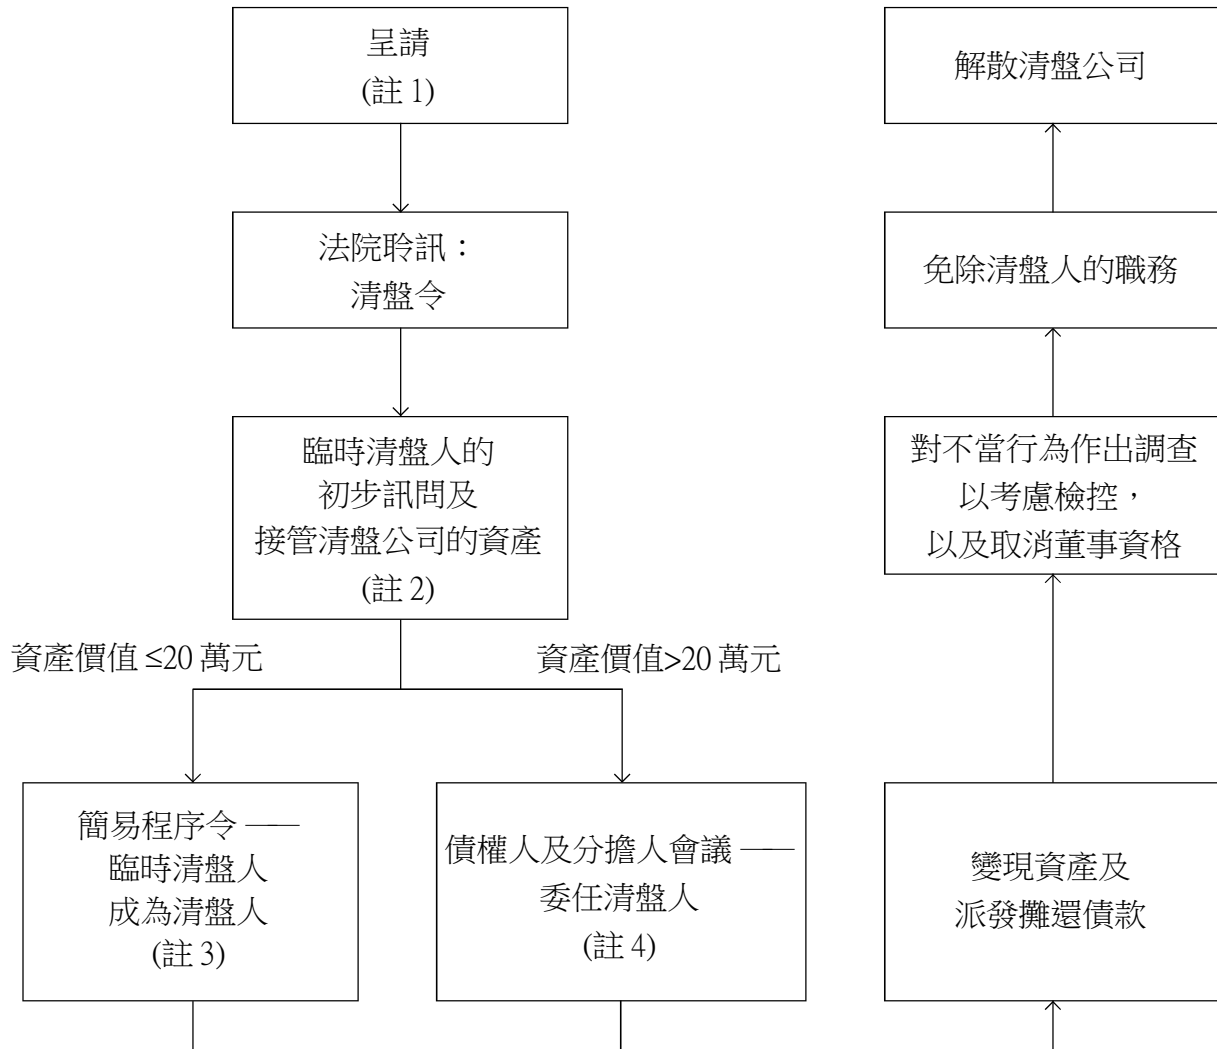 呈請
(註 1)
法院聆訊：
清盤令
臨時清盤人的
初步訊問及
接管清盤公司的資產
(註 2)
資產價值 ≤20 萬元
資產價值>20 萬元
簡易程序令 ——
臨時清盤人
成為清盤人
(註 3)
債權人及分擔人會議 ——
委任清盤人
(註 4)
變現資產及
派發攤還債款
對不當行為作出調查
以考慮檢控，
以及取消董事資格
免除清盤人的職務
解散清盤公司